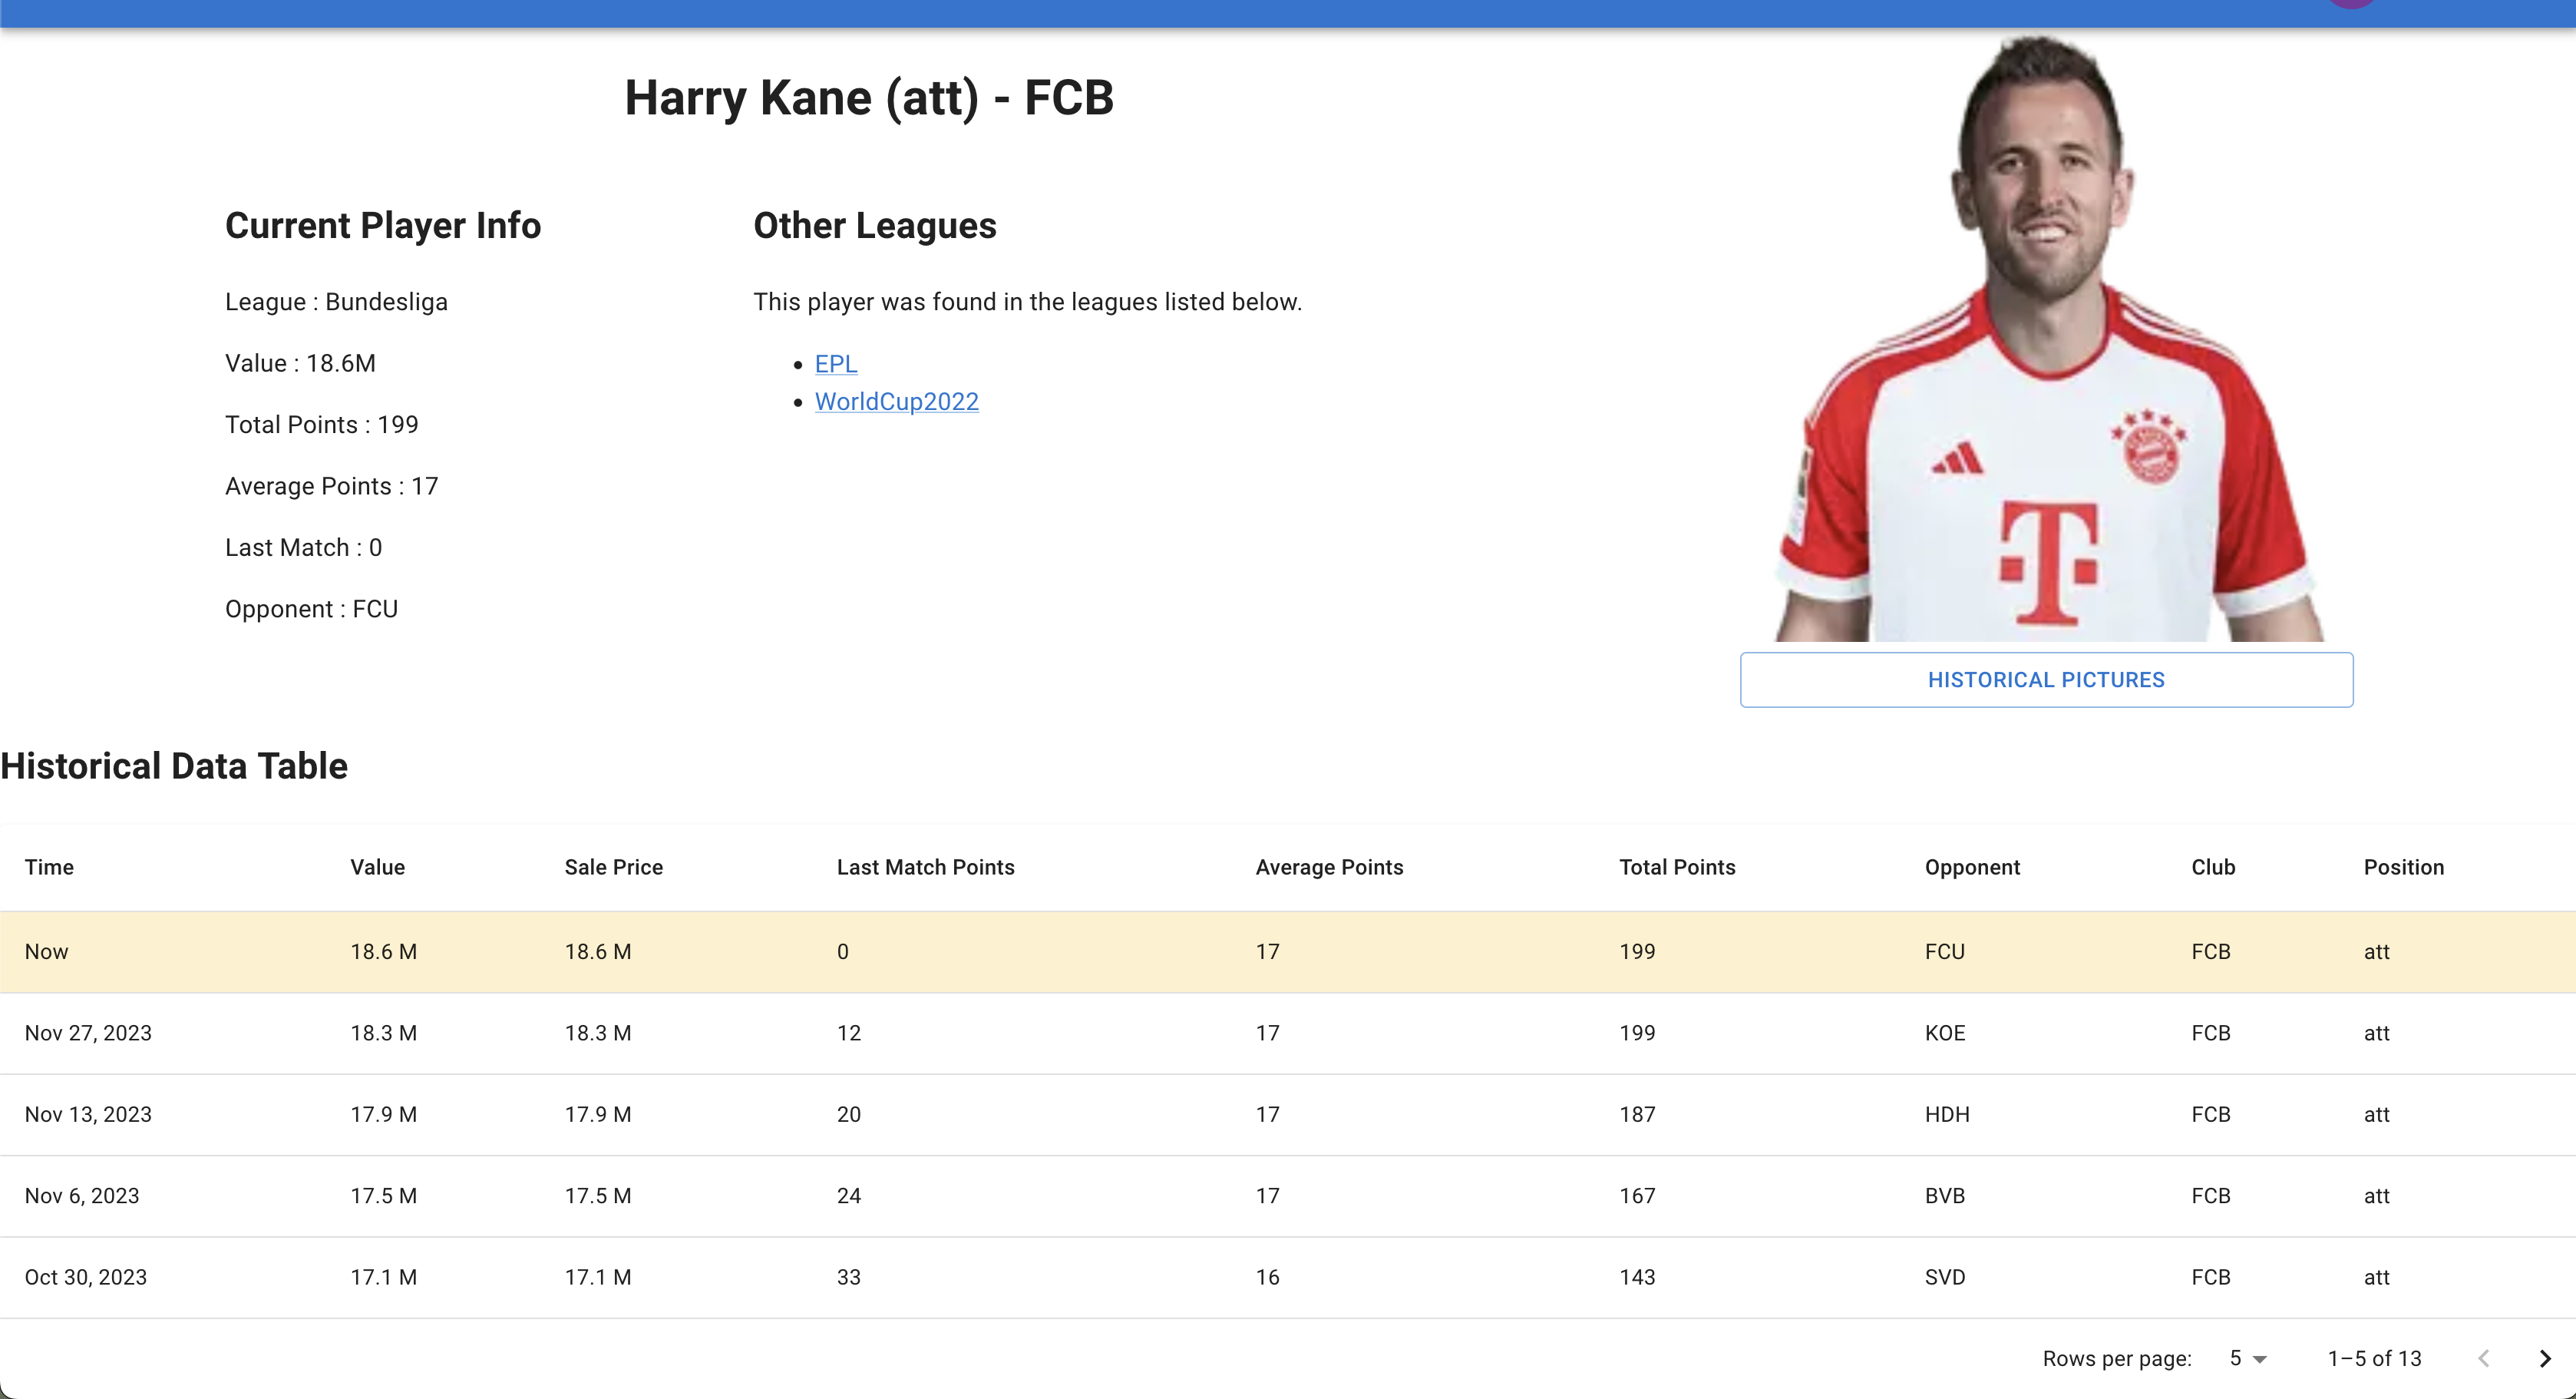 Harry Kane (att) - FCB
Current Player Info
League : Bundesliga
Value : 18.6M
Total Points : 199
Average Points : 17
Last Match : 0
Opponent : FCU
Other Leagues
This player was found in the leagues listed below.
• EPL
• WorldCup2022
T
HISTORICAL PICTURES
Historical Data Table
Time Value Sale Price Last Match Points Average Points Total Points Opponent Club Position
Now 18.6 M 18.6 M 0 17 199 FCU FCB att
Nov 27, 2023 18.3 M 18.3 M 12 17 199 KOE FCB att
Nov 13, 2023 17.9 M 17.9 M 20 17 187 HDH FCB att
Nov 6, 2023 17.5 M 17.5 M 24 17 167 BVB FCB att
Oct 30, 2023 17.1 M 17.1 M 33 16 143 SVD FCB att
Rows per page: 5 1–5 of 13